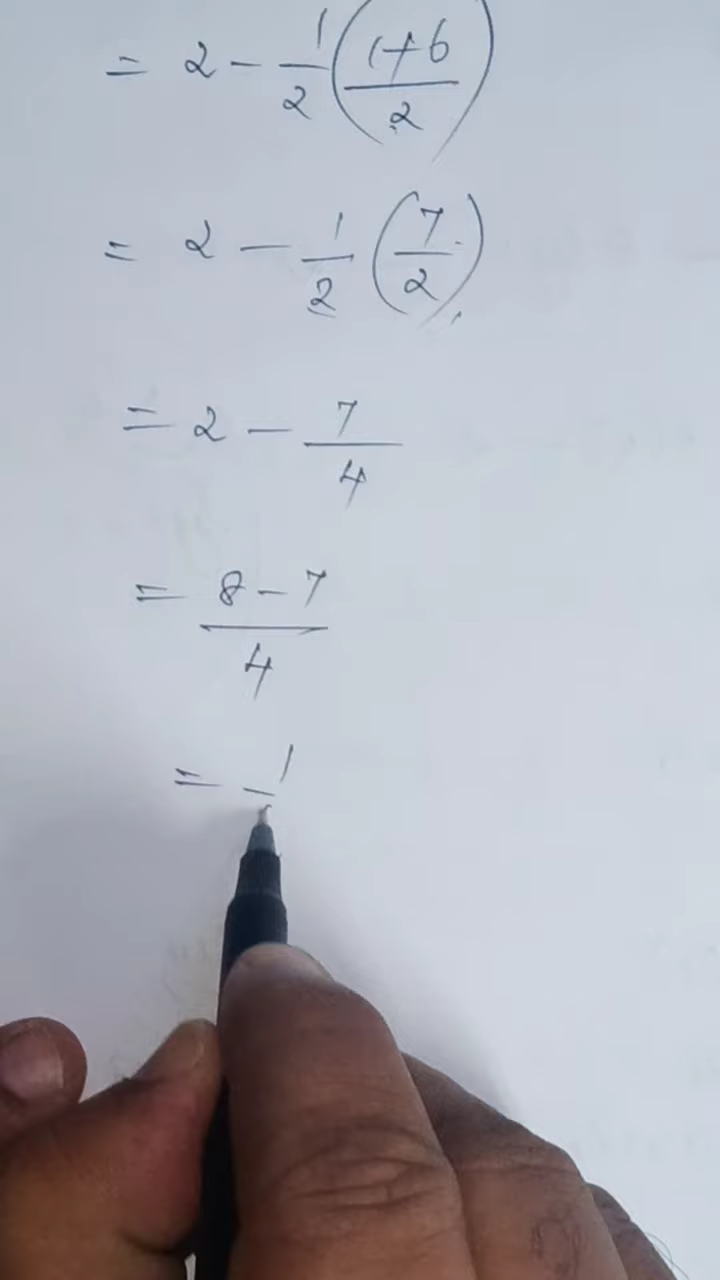 = 2 - 1/2 ((1+6)/2)
= 2 - 1/2 (7/2)
= 2 - 7/4
= (8-7)/4
= 1/